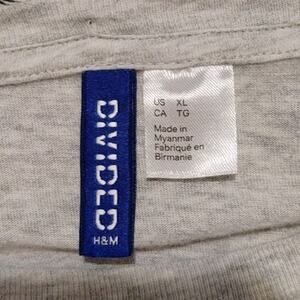 DIVIDED
H&M
US XL
CA TG
Made in
Myanmar
Fabriqué en
Birmanie